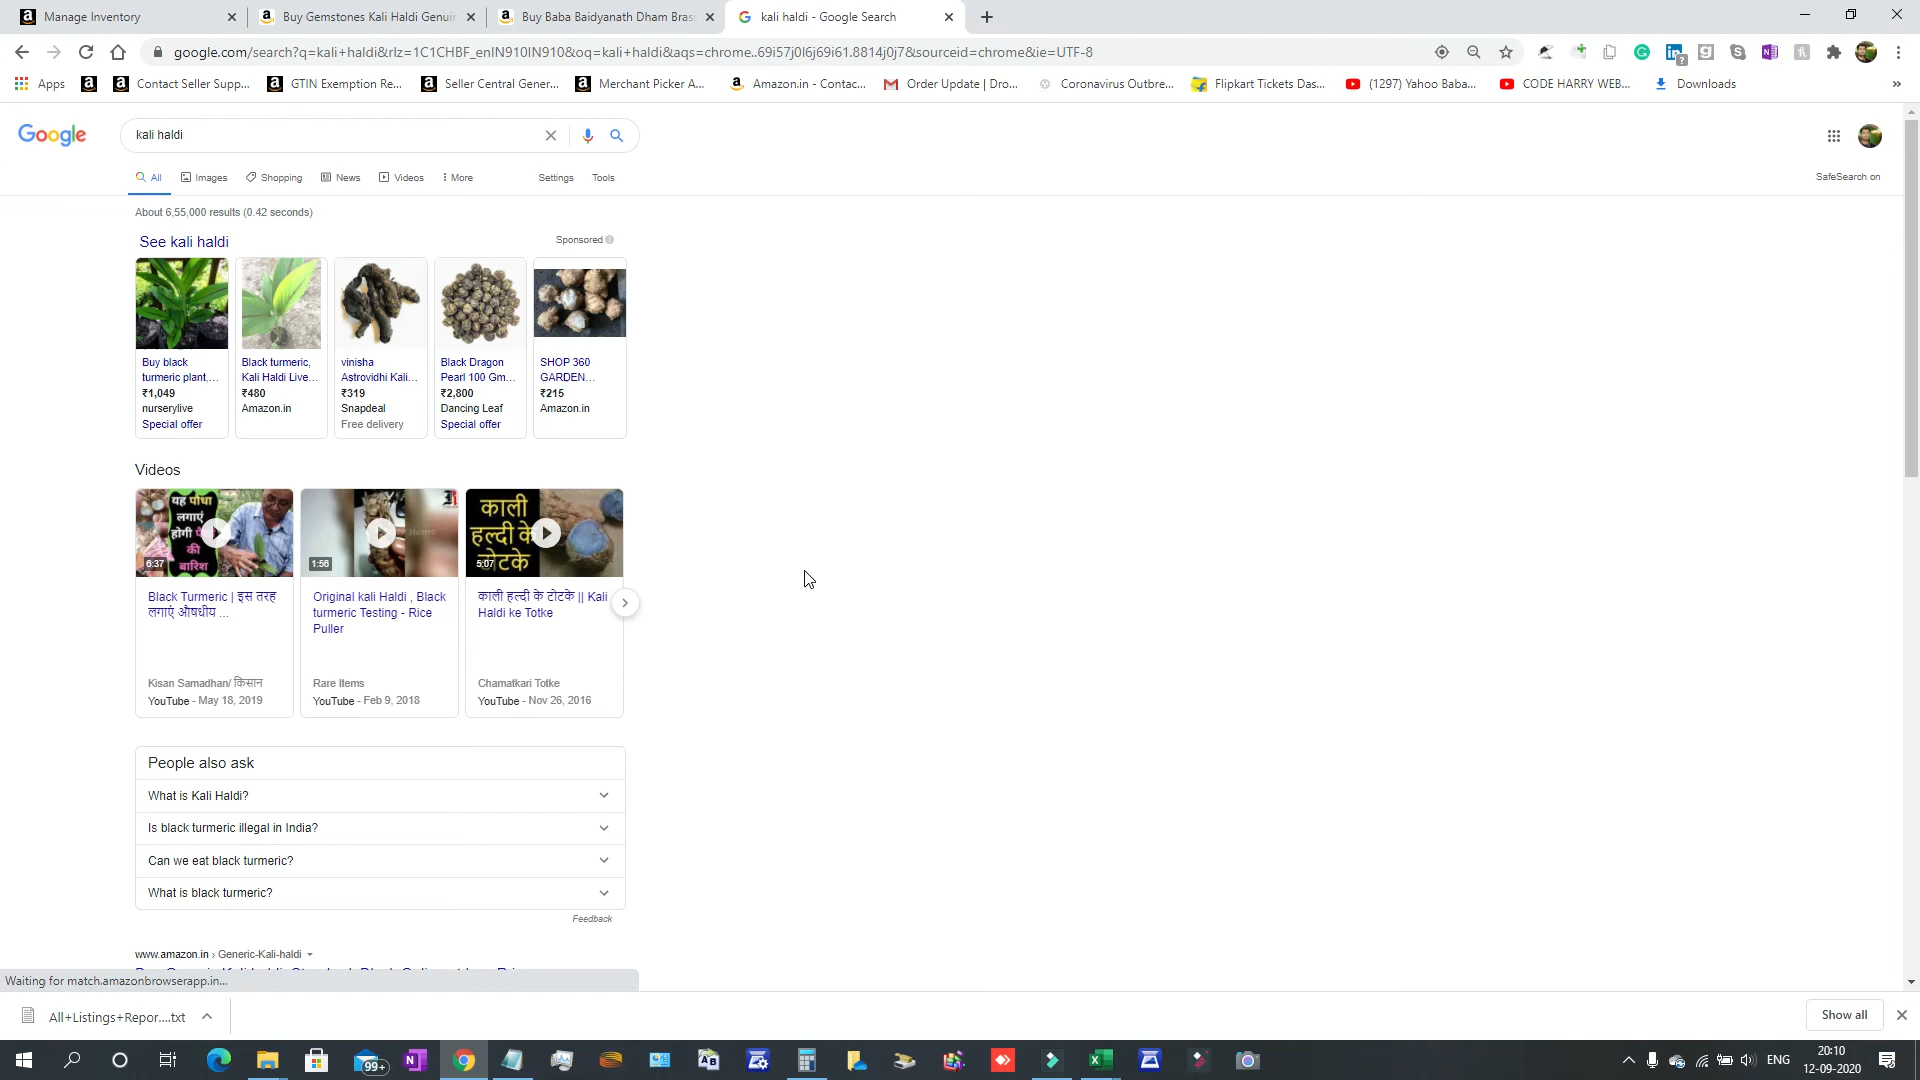 Manage Inventory
Buy Gemstones Kali Haldi Genuin
Buy Baba Baidyanath Dham Bras
kali haldi - Google Search
google.com/search?q=kali+haldi&rlz=1C1CHBF_enIN910IN910&oq=kali+haldi&aqs=chrome..69i57j0l6j69i61.8814j0j7&sourceid=chrome&ie=UTF-8
Apps
Contact Seller Supp...
GTIN Exemption Re...
Seller Central Gener...
Merchant Picker A...
Amazon.in - Contac...
Order Update | Dro...
Coronavirus Outbre...
Flipkart Tickets Das...
(1297) Yahoo Baba...
CODE HARRY WEB...
Downloads
Google
kali haldi
All
Images
Shopping
News
Videos
More
Settings
Tools
SafeSearch on
About 6,55,000 results (0.42 seconds)
See kali haldi
Sponsored
Buy black
turmeric plant,...
₹1,049
nurserylive
Special offer
Black turmeric,
Kali Haldi Live...
₹480
Amazon.in
vinisha
Astrovidhi Kali...
₹319
Snapdeal
Free delivery
Black Dragon
Pearl 100 Gm...
₹2,800
Dancing Leaf
Special offer
SHOP 360
GARDEN...
₹215
Amazon.in
Videos
यह पौधा
लगाएं
होगी
की
बारिश
6:37
Black Turmeric | इस तरह
लगाएं औषधीय ...
Kisan Samadhan/ किसान
YouTube - May 18, 2019
1:56
Original kali Haldi , Black
turmeric Testing - Rice
Puller
Rare Items
YouTube - Feb 9, 2018
काली
हल्दी के
टोटके
5:07
काली हल्दी के टोटके || Kali
Haldi ke Totke
Chamatkari Totke
YouTube - Nov 26, 2016
People also ask
What is Kali Haldi?
Is black turmeric illegal in India?
Can we eat black turmeric?
What is black turmeric?
Feedback
www.amazon.in › Generic-Kali-haldi
Waiting for match.amazonbrowserapp.in...
All+Listings+Repor....txt
Show all
99+
ENG
20:10
12-09-2020